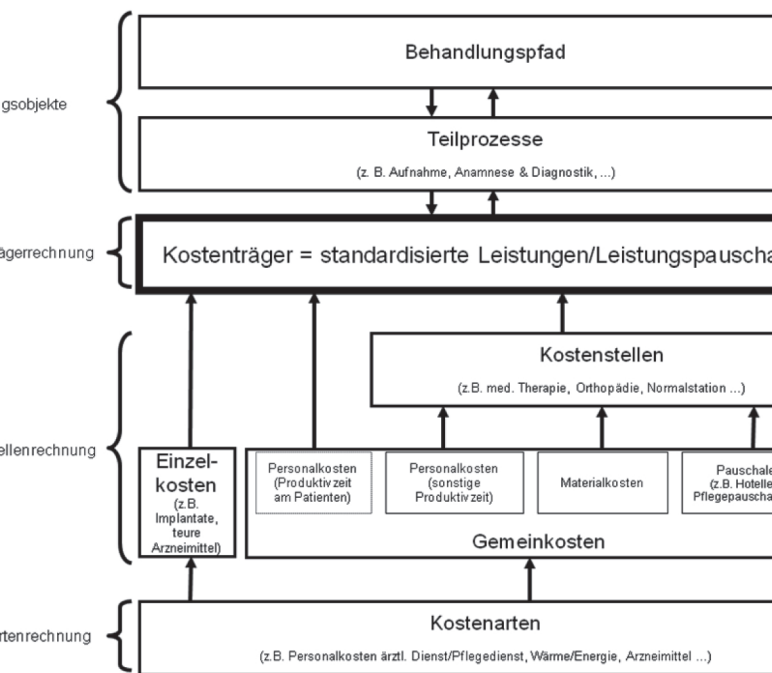 Behandlungspfad
gsobjekte
Teilprozesse
(z. B. Aufnahme, Anamnese & Diagnostik, ...)
ägerrechnung
Kostenträger = standardisierte Leistungen/Leistungspauscha
Kostenstellen
(z.B. med. Therapie, Orthopädie, Normalstation ...)
ellenrechnung
Einzel-
kosten
(z.B.
Implantate,
teure
Arzneimittel)
Personalkosten
(Produktivzeit
am Patienten)
Personalkosten
(sonstige
Produktivzeit)
Materialkosten
Pauschale
(z.B. Hotelle
Pflegepauscha
Gemeinkosten
rtenrechnung
Kostenarten
(z.B. Personalkosten ärztl. Dienst/Pflegedienst, Wärme/Energie, Arzneimittel ...)